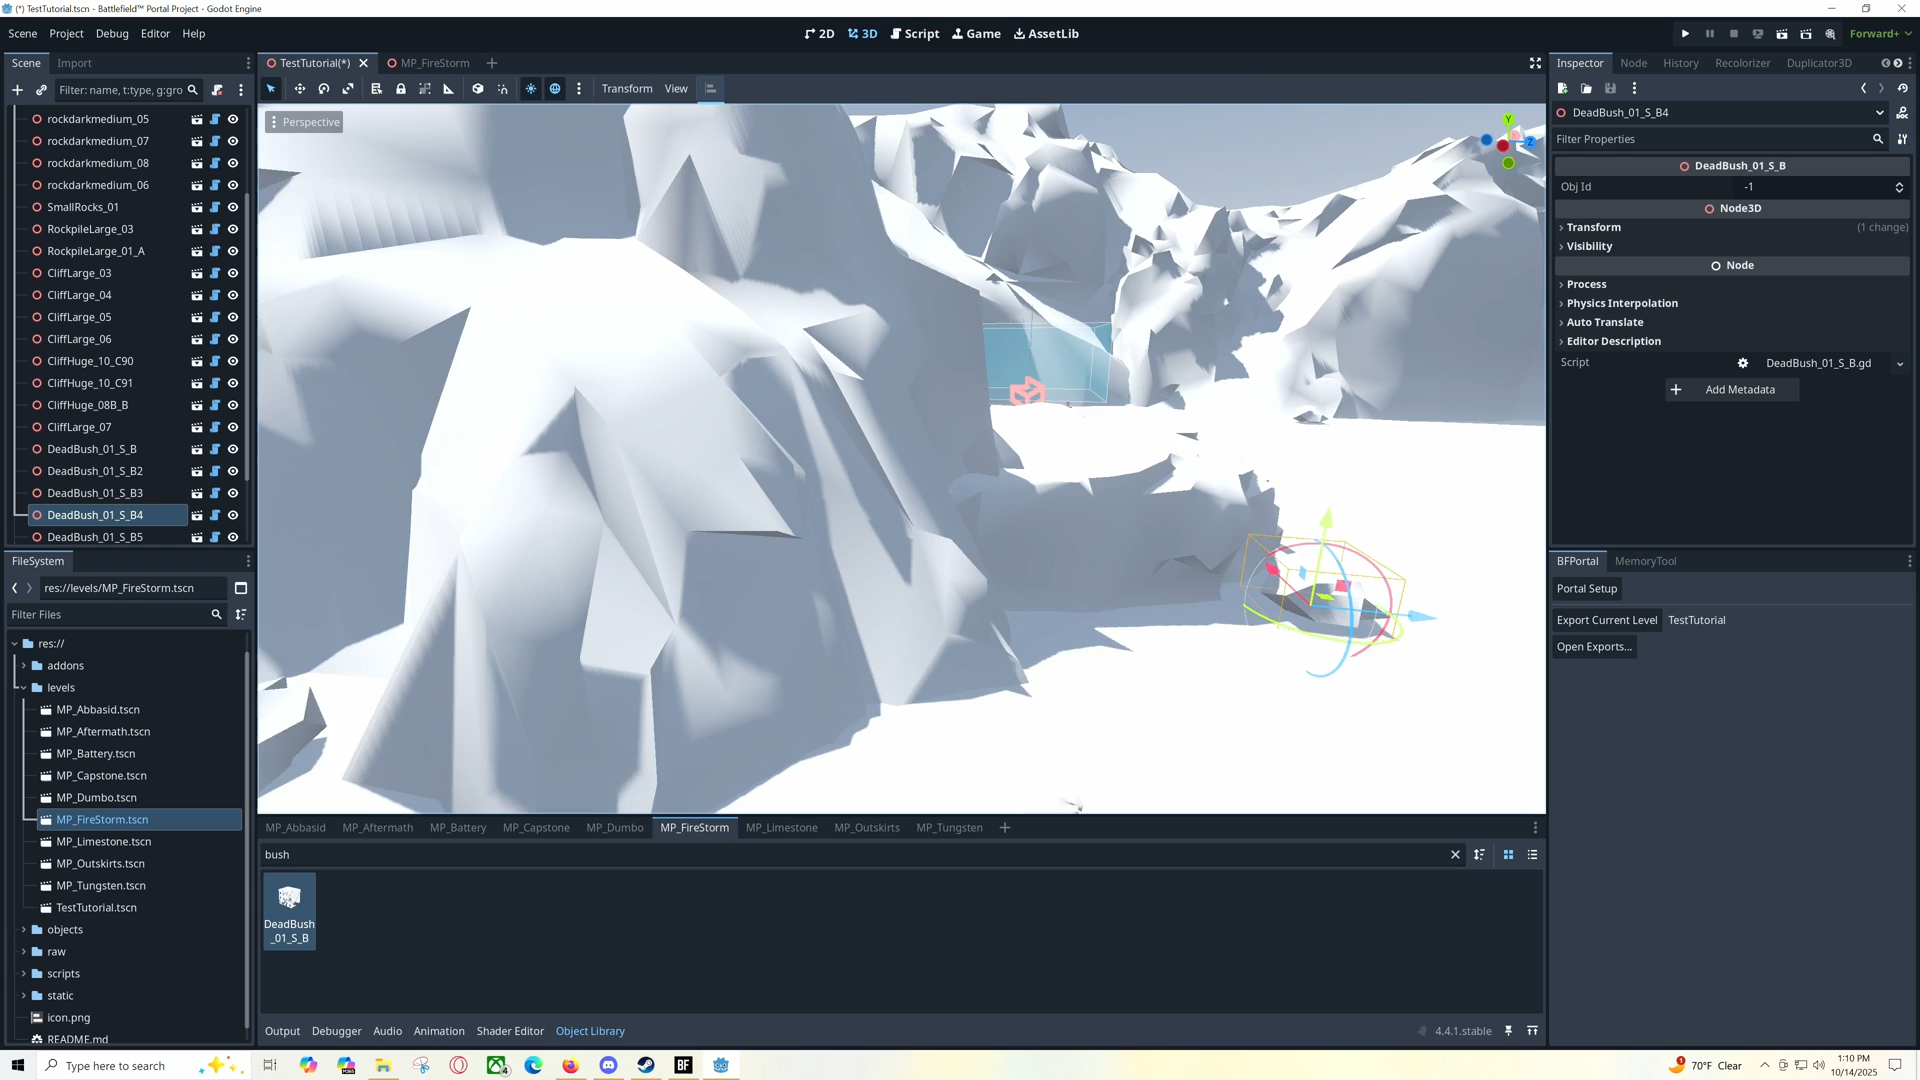 (*) TestTutorial.tscn - Battlefield™ Portal Project - Godot Engine
Scene Project Debug Editor Help
2D 3D Script Game AssetLib
Forward+
Scene Import
TestTutorial(*) MP_FireStorm
Inspector Node History Recolorizer Duplicator3D
Filter: name, t:type, g:gro
Transform View
Perspective
Y
Z
rockdarkmedium_05
rockdarkmedium_07
rockdarkmedium_08
rockdarkmedium_06
SmallRocks_01
RockpileLarge_03
RockpileLarge_01_A
CliffLarge_03
CliffLarge_04
CliffLarge_05
CliffLarge_06
CliffHuge_10_C90
CliffHuge_10_C91
CliffHuge_08B_B
CliffLarge_07
DeadBush_01_S_B
DeadBush_01_S_B2
DeadBush_01_S_B3
DeadBush_01_S_B4
DeadBush_01_S_B5
DeadBush_01_S_B4
Filter Properties
DeadBush_01_S_B
Obj Id -1
Node3D
Transform (1 change)
Visibility
Node
Process
Physics Interpolation
Auto Translate
Editor Description
Script DeadBush_01_S_B.gd
Add Metadata
FileSystem
res://levels/MP_FireStorm.tscn
Filter Files
res://
addons
levels
MP_Abbasid.tscn
MP_Aftermath.tscn
MP_Battery.tscn
MP_Capstone.tscn
MP_Dumbo.tscn
MP_FireStorm.tscn
MP_Limestone.tscn
MP_Outskirts.tscn
MP_Tungsten.tscn
TestTutorial.tscn
objects
raw
scripts
static
icon.png
README.md
BFPortal MemoryTool
Portal Setup
Export Current Level TestTutorial
Open Exports...
MP_Abbasid MP_Aftermath MP_Battery MP_Capstone MP_Dumbo MP_FireStorm MP_Limestone MP_Outskirts MP_Tungsten
bush
DeadBush
_01_S_B
Output Debugger Audio Animation Shader Editor Object Library
4.4.1.stable
Type here to search
M365
4
BF
1
70°F Clear
1:10 PM
10/14/2025